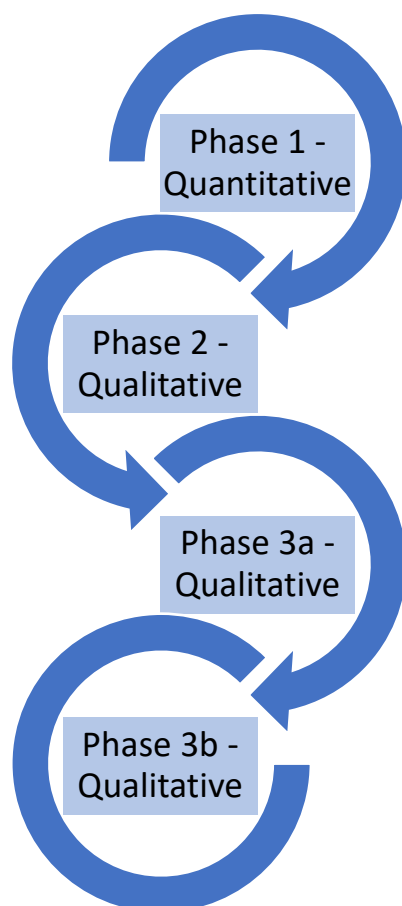 Phase 1 -
Quantitative
Phase 2 -
Qualitative
Phase 3a -
Qualitative
Phase 3b -
Qualitative